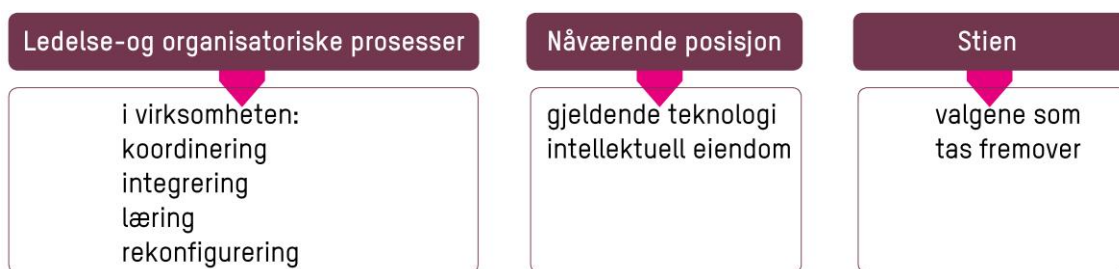 Ledelse-og organisatoriske prosesser
i virksomheten:
koordinering
integrering
læring
rekonfigurering
Nåværende posisjon
gjeldende teknologi
intellektuell eiendom
Stien
valgene som
tas fremover